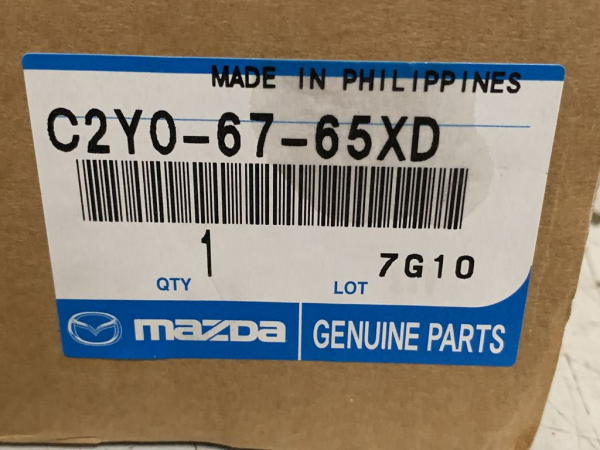 MADE IN PHILIPPINES
C2Y0-67-65XD
1
QTY
7G10
LOT
mazda
GENUINE PARTS